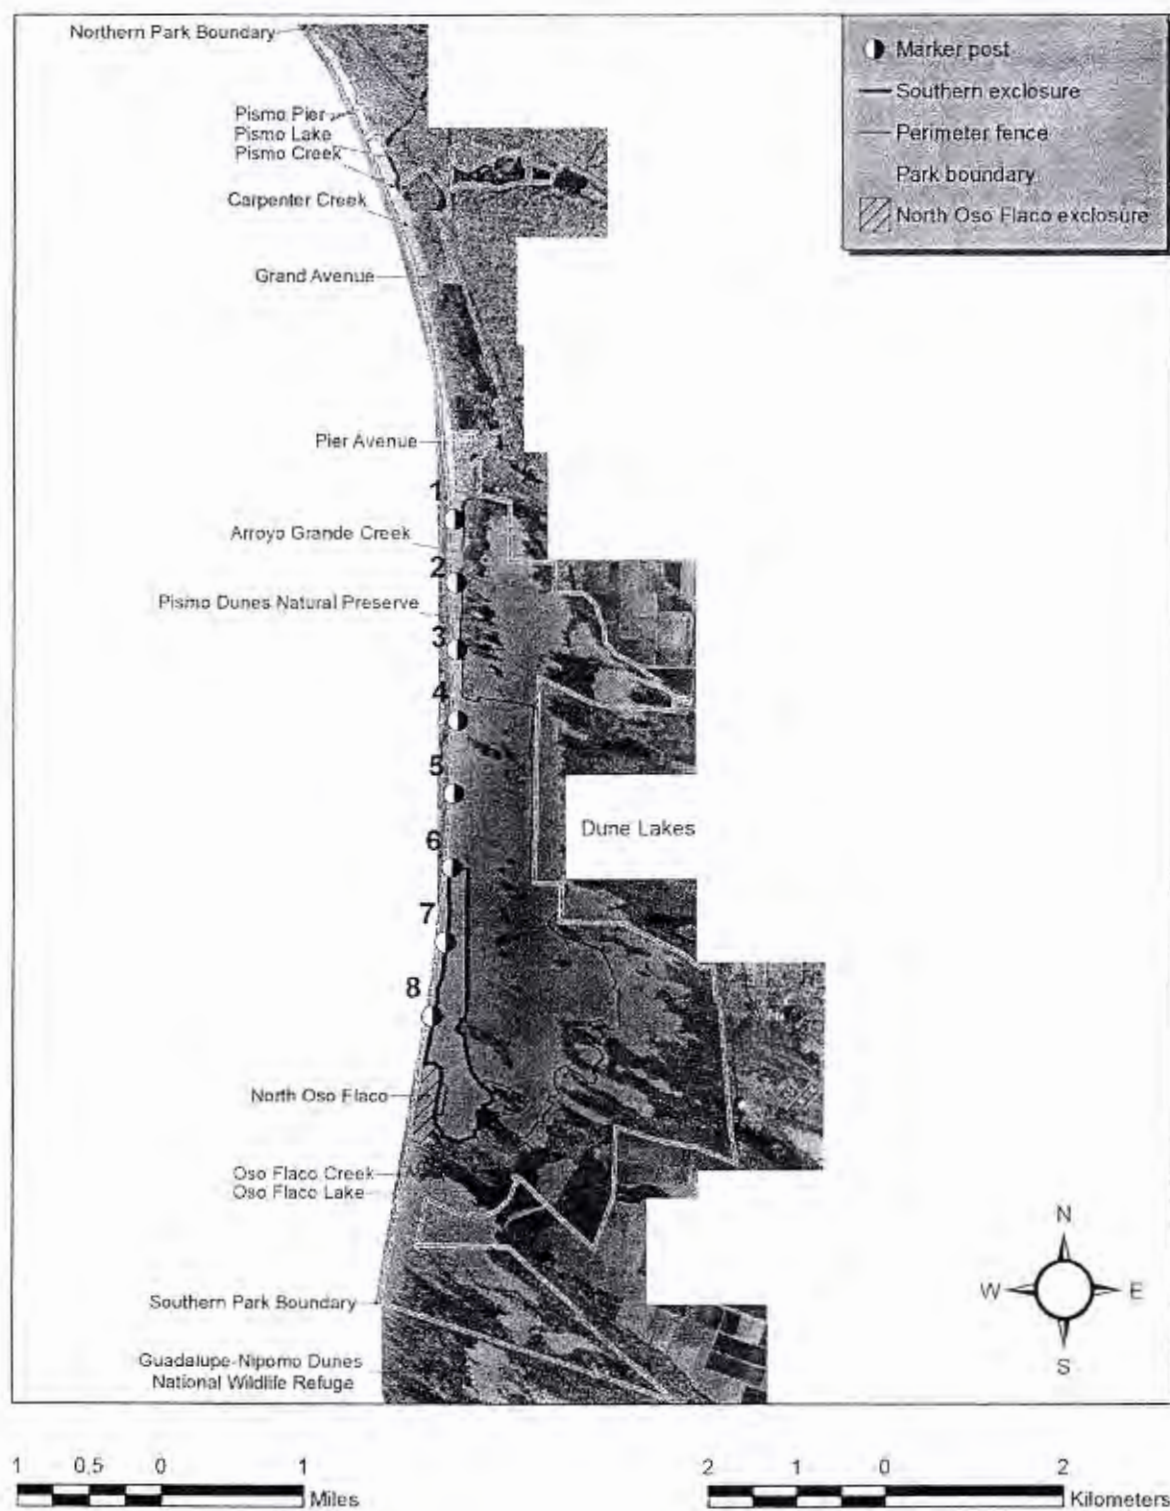 Northern Park Boundary
Marker post
Southern exclosure
Perimeter fence
Park boundary
North Oso Flaco exclosure
Pismo Pier
Pismo Lake
Pismo Creek
Carpenter Creek
Grand Avenue
Pier Avenue
1
Arroyo Grande Creek
2
Pismo Dunes Natural Preserve
3
4
5
Dune Lakes
6
7
8
North Oso Flaco
Oso Flaco Creek
Oso Flaco Lake
Southern Park Boundary
Guadalupe-Nipomo Dunes
National Wildlife Refuge
N
W E
S
1 0.5 0 1
Miles
2 1 0 2
Kilometers